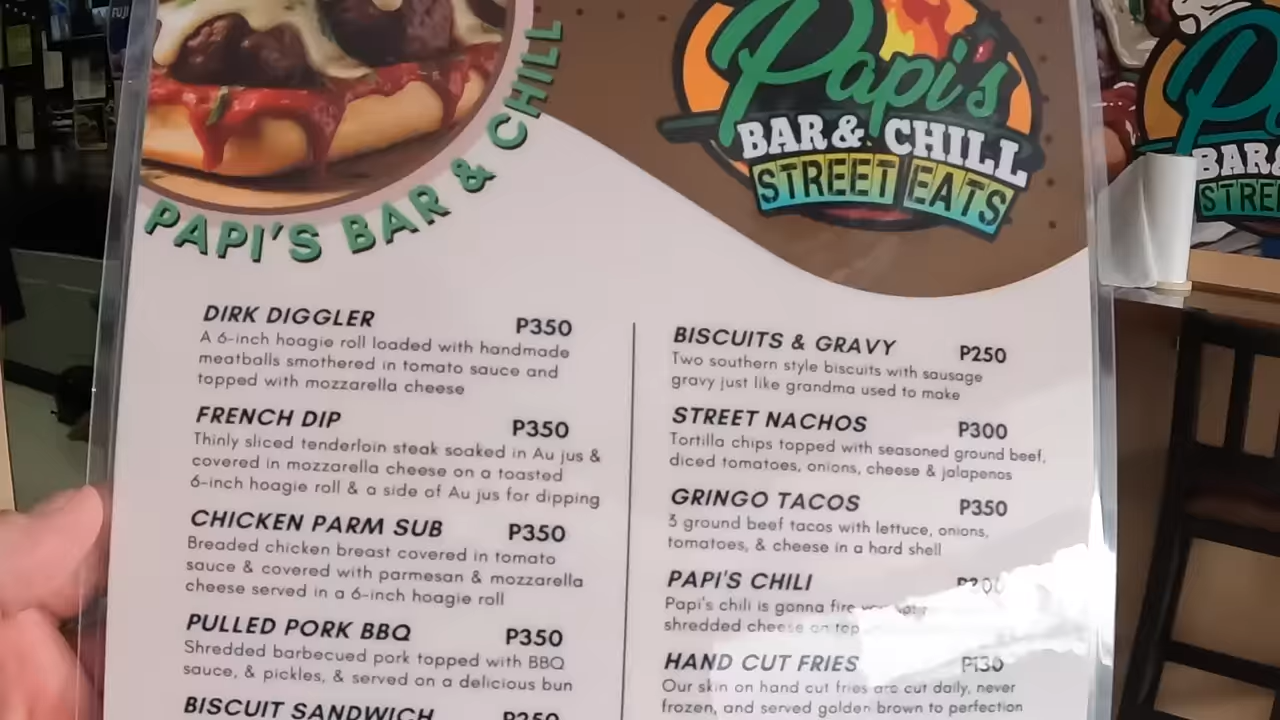 PAPI'S BAR & CHILL
Papi's
BAR & CHILL
STREET EATS
DIRK DIGGLER P350
A 6-inch hoagie roll loaded with handmade
meatballs smothered in tomato sauce and
topped with mozzarella cheese
FRENCH DIP P350
Thinly sliced tenderloin steak soaked in Au jus &
covered in mozzarella cheese on a toasted
6-inch hoagie roll & a side of Au jus for dipping
CHICKEN PARM SUB P350
Breaded chicken breast covered in tomato
sauce & covered with parmesan & mozzarella
cheese served in a 6-inch hoagie roll
PULLED PORK BBQ P350
Shredded barbecued pork topped with BBQ
sauce, & pickles, & served on a delicious bun
BISCUIT SANDWICH
BISCUITS & GRAVY P250
Two southern style biscuits with sausage
gravy just like grandma used to make
STREET NACHOS P300
Tortilla chips topped with seasoned ground beef,
diced tomatoes, onions, cheese & jalapenos
GRINGO TACOS P350
3 ground beef tacos with lettuce, onions,
tomatoes, & cheese in a hard shell
PAPI'S CHILI P200
Papi's chili is gonna fire
shredded cheese on top
HAND CUT FRIES P130
Our skin on hand cut fries are cut daily, never
frozen, and served golden brown to perfection